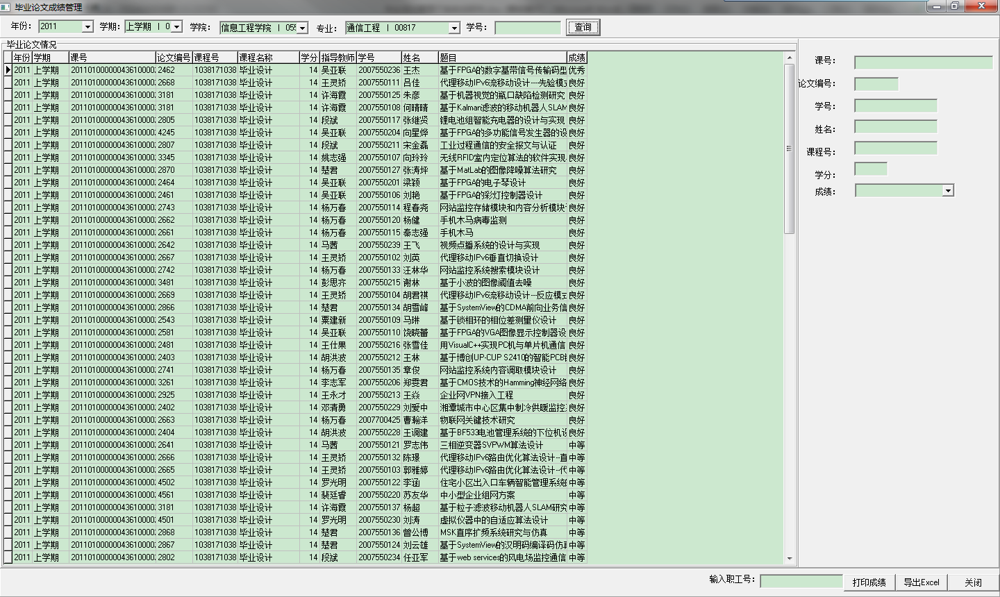 毕业论文成绩管理
年份: 2011 学期: 上学期 | 0 学院: 信息工程学院 | 055 专业: 通信工程 | 00817 学号: 查询
毕业论文情况
年份 学期 课号 论文编号 课程号 课程名称 学分 指导教师 学号 姓名 题目 成绩
2011 上学期 20110100000043610000 2462 1038171038 毕业设计 14 吴亚联 2007550236 王杰 基于FPGA的数字基带信号传输码型 优秀
2011 上学期 20110100000043610000 2668 1038171038 毕业设计 14 王灵矫 2007550111 吕佳 代理移动IPv6流移动设计---先验模式 良好
2011 上学期 20110100000043610000 3181 1038171038 毕业设计 14 许海霞 2007550125 朱彦 基于机器视觉的瓶口缺陷检测研究 良好
2011 上学期 20110100000043610000 3181 1038171038 毕业设计 14 许海霞 2007550108 何晴晴 基于Kalman滤波的移动机器人SLAM 良好
2011 上学期 20110100000043610000 2805 1038171038 毕业设计 14 段斌 2007550117 张继贤 锂电池组智能充电器的设计与实现 良好
2011 上学期 20110100000043610000 4245 1038171038 毕业设计 14 吴亚联 2007550204 向星烨 基于FPGA的多功能信号发生器的设 良好
2011 上学期 20110100000043610000 2807 1038171038 毕业设计 14 段斌 2007550211 宋金磊 工业过程通信的安全报文与认证 良好
2011 上学期 20110100000043610000 3345 1038171038 毕业设计 14 姚志强 2007550107 向玲玲 无线RFID室内定位算法的软件实现 良好
2011 上学期 20110100000043610000 2870 1038171038 毕业设计 14 楚君 2007550127 张涛坪 基于MatLab的图像降噪算法研究 良好
2011 上学期 20110100000043610000 2464 1038171038 毕业设计 14 吴亚联 2007550201 梁颖 基于FPGA的电子琴设计 良好
2011 上学期 20110100000043610000 2461 1038171038 毕业设计 14 吴亚联 2007550106 刘艳 基于FPGA的彩灯控制器设计 良好
2011 上学期 20110100000043610000 2743 1038171038 毕业设计 14 杨万春 2007550114 程春尧 网站监控存储模块和内容分析模块 良好
2011 上学期 20110100000043610000 2662 1038171038 毕业设计 14 杨万春 2007550120 杨健 手机木马病毒监测 良好
2011 上学期 20110100000043610000 2661 1038171038 毕业设计 14 杨万春 2007550115 秦志强 手机木马 良好
2011 上学期 20110100000043610000 2642 1038171038 毕业设计 14 马茜 2007550239 王飞 视频点播系统的设计与实现 良好
2011 上学期 20110100000043610000 2667 1038171038 毕业设计 14 王灵矫 2007550102 刘英 代理移动IPv6垂直切换设计 良好
2011 上学期 20110100000043610000 2742 1038171038 毕业设计 14 杨万春 2007550133 汪林华 网站监控系统搜索模块设计 良好
2011 上学期 20110100000043610000 3481 1038171038 毕业设计 14 彭思齐 2007550215 谢林 基于小波的图像阈值去噪 良好
2011 上学期 20110100000043610000 2669 1038171038 毕业设计 14 王灵矫 2007550104 胡君祺 代理移动IPv6流移动设计--反应模式 良好
2011 上学期 20110100000043610000 2866 1038171038 毕业设计 14 楚君 2007550134 胡雪峰 基于SystemView的CDMA前向业务信 良好
2011 上学期 20110100000043610000 2543 1038171038 毕业设计 14 粟建新 2007550109 马琳 基于锁相环的相位差测量仪设计 良好
2011 上学期 20110100000043610000 2581 1038171038 毕业设计 14 吴亚联 2007550110 饶晓蕾 基于FPGA的VGA图像显示控制器设 良好
2011 上学期 20110100000043610000 2481 1038171038 毕业设计 14 王仕果 2007550216 张雪佳 用VisualC++实现PC机与单片机通信 良好
2011 上学期 20110100000043610000 2403 1038171038 毕业设计 14 胡洪波 2007550212 王林 基于博创UP-CUP S2410的智能PCB 良好
2011 上学期 20110100000043610000 2741 1038171038 毕业设计 14 杨万春 2007550135 章俊 网站监控系统内容调取模块设计 良好
2011 上学期 20110100000043610000 3261 1038171038 毕业设计 14 李志军 2007550206 郑雯君 基于CMOS技术的Hamming神经网络 良好
2011 上学期 20110100000043610000 2925 1038171038 毕业设计 14 王永才 2007550213 王焱 企业网VPN接入工程 良好
2011 上学期 20110100000043610000 2402 1038171038 毕业设计 14 邓清勇 2007550229 刘爱中 湘潭城市中心区集中制冷供暖监控 良好
2011 上学期 20110100000043610000 2663 1038171038 毕业设计 14 杨万春 2007700425 曹瀚洋 物联网关键技术研究 良好
2011 上学期 20110100000043610000 2404 1038171038 毕业设计 14 胡洪波 2007550228 王调建 基于BF533电池管理系统的下位机设 良好
2011 上学期 20110100000043610000 2641 1038171038 毕业设计 14 马茜 2007550121 罗志伟 三相逆变器SVPWM算法设计 中等
2011 上学期 20110100000043610000 2666 1038171038 毕业设计 14 王灵矫 2007550132 陈璟 代理移动IPv6路由优化算法设计--直 中等
2011 上学期 20110100000043610000 2665 1038171038 毕业设计 14 王灵矫 2007550103 郭雅婷 代理移动IPv6路由优化算法设计--代 中等
2011 上学期 20110100000043610000 4502 1038171038 毕业设计 14 罗光明 2007550122 李涵 住宅小区出入口车辆智能管理系统的 中等
2011 上学期 20110100000043610000 4561 1038171038 毕业设计 14 裴廷睿 2007550220 苏友华 中小型企业组网方案 中等
2011 上学期 20110100000043610000 3181 1038171038 毕业设计 14 许海霞 2007550137 杨超 基于粒子滤波移动机器人SLAM研究 中等
2011 上学期 20110100000043610000 4501 1038171038 毕业设计 14 罗光明 2007550230 刘涛 虚拟仪器中的自适应算法设计 中等
2011 上学期 20110100000043610000 2868 1038171038 毕业设计 14 楚君 2007550136 曾公博 MSK直序扩频系统研究与仿真 中等
2011 上学期 20110100000043610000 2867 1038171038 毕业设计 14 楚君 2007550124 刘云雄 基于SystemView的汉明码编译码仿真 中等
2011 上学期 20110100000043610000 2802 1038171038 毕业设计 14 段斌 2007550234 任亚军 基于web services的风电场监控通信 中等
课号:
论文编号:
学号:
姓名:
课程号:
学分:
成绩:
输入职工号: 打印成绩 导出Excel 关闭